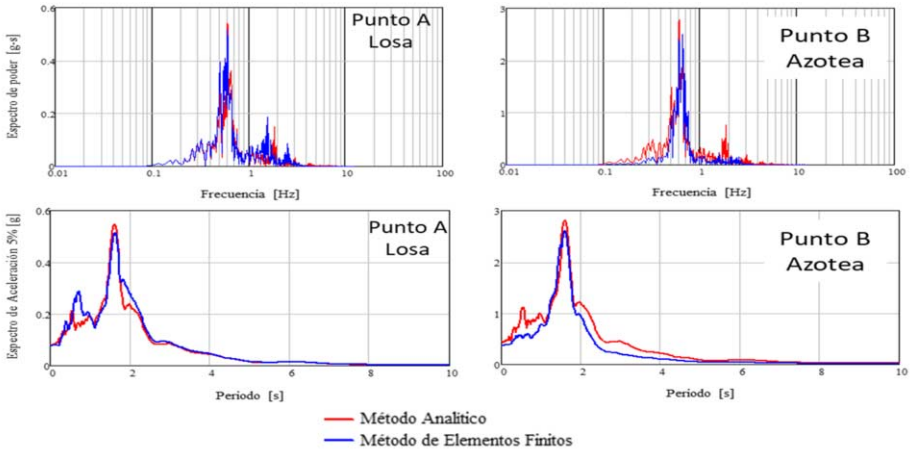 Espectro de poder [g·s]
0.6
0.4
0.2
0
0.01
0.1
1
10
100
Frecuencia [Hz]
Punto A
Losa
3
2
1
0
0.01
0.1
1
10
100
Frecuencia [Hz]
Punto B
Azotea
Espectro de Aceleración 5% [g]
0.6
0.4
0.2
0
0
2
4
6
8
10
Periodo [s]
Punto A
Losa
3
2
1
0
0
2
4
6
8
10
Periodo [s]
Punto B
Azotea
Método Analítico
Método de Elementos Finitos